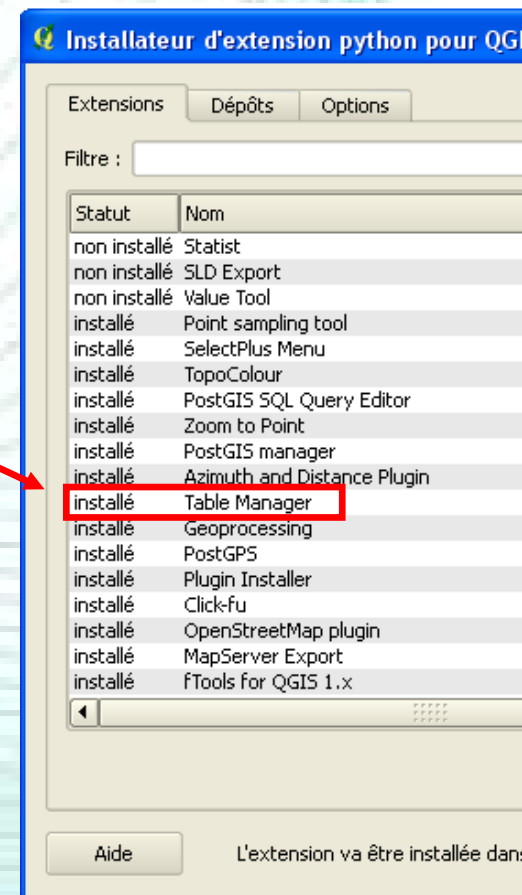 Installateur d'extension python pour QGI
Extensions Dépôts Options
Filtre :
Statut Nom
non installé Statist
non installé SLD Export
non installé Value Tool
installé Point sampling tool
installé SelectPlus Menu
installé TopoColour
installé PostGIS SQL Query Editor
installé Zoom to Point
installé PostGIS manager
installé Azimuth and Distance Plugin
installé Table Manager
installé Geoprocessing
installé PostGPS
installé Plugin Installer
installé Click-fu
installé OpenStreetMap plugin
installé MapServer Export
installé fTools for QGIS 1.x
Aide L'extension va être installée dans